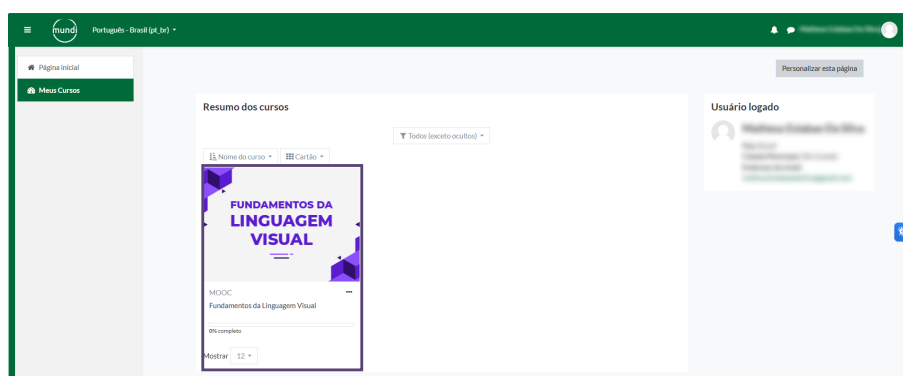 mundi
Português - Brasil (pt_br)
Página Inicial
Meus Cursos
Personalizar esta página
Resumo dos cursos
Todos (exceto ocultos)
Nome do curso
Cartão
FUNDAMENTOS DA
LINGUAGEM
VISUAL
MOOC
Fundamentos da Linguagem Visual
0% completo
Mostrar 12
Usuário logado